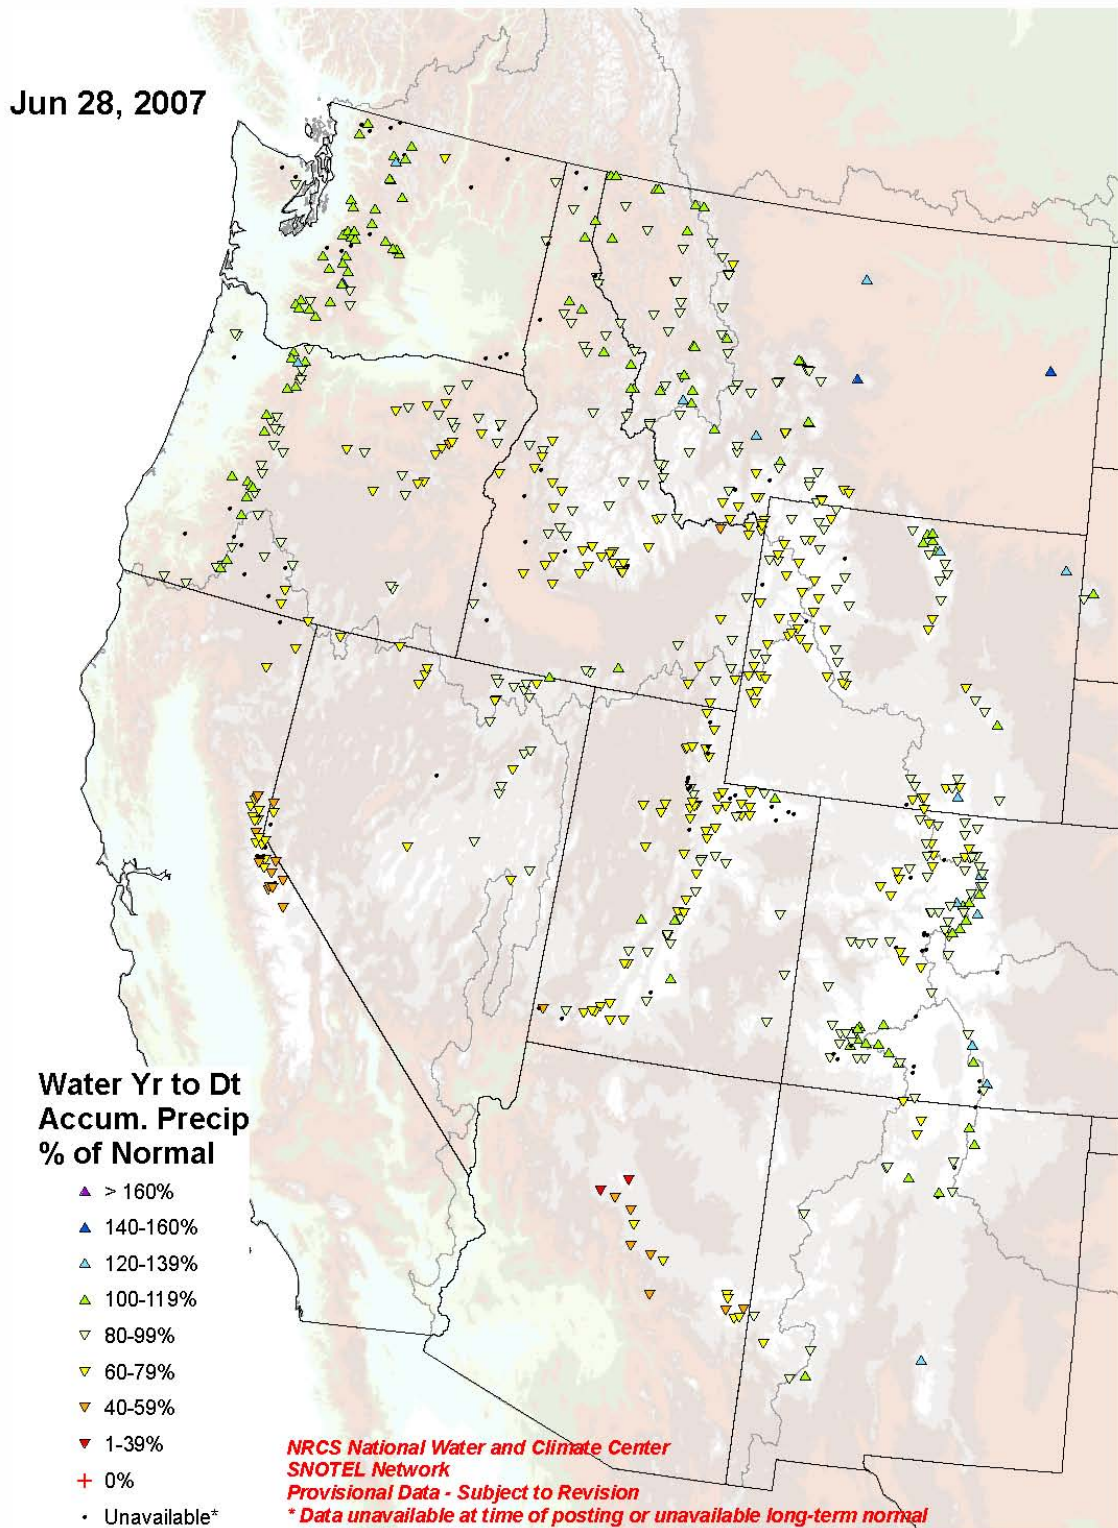 Jun 28, 2007
Water Yr to Dt
Accum. Precip
% of Normal
> 160%
140-160%
120-139%
100-119%
80-99%
60-79%
40-59%
1-39%
0%
Unavailable*
NRCS National Water and Climate Center
SNOTEL Network
Provisional Data - Subject to Revision
* Data unavailable at time of posting or unavailable long-term normal